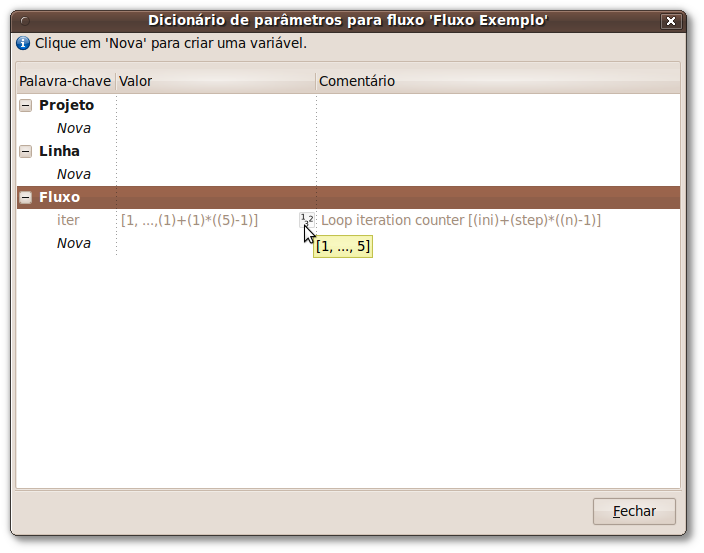 Dicionário de parâmetros para fluxo 'Fluxo Exemplo'
Clique em 'Nova' para criar uma variável.
Palavra-chave Valor Comentário
Projeto
Nova
Linha
Nova
Fluxo
iter [1, ...,(1)+(1)*((5)-1)] Loop iteration counter [(ini)+(step)*((n)-1)]
Nova [1, ..., 5]
Fechar